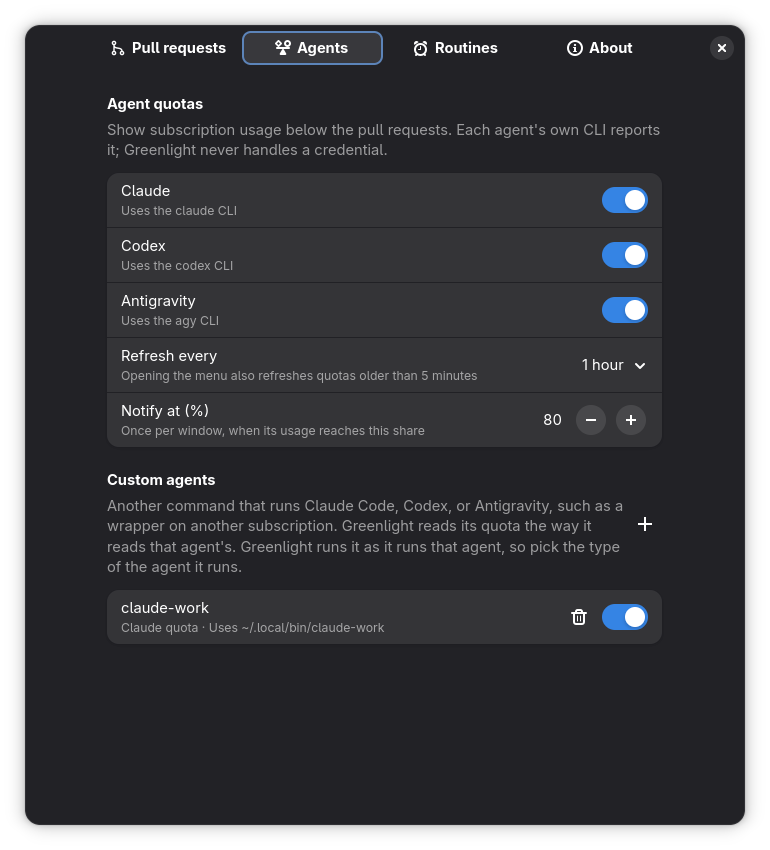 Pull requests
Agents
Routines
About
Agent quotas
Show subscription usage below the pull requests. Each agent's own CLI reports
it; Greenlight never handles a credential.
Claude
Uses the claude CLI
Codex
Uses the codex CLI
Antigravity
Uses the agy CLI
Refresh every
Opening the menu also refreshes quotas older than 5 minutes
1 hour
Notify at (%)
Once per window, when its usage reaches this share
80
Custom agents
Another command that runs Claude Code, Codex, or Antigravity, such as a
wrapper on another subscription. Greenlight reads its quota the way it
reads that agent's. Greenlight runs it as it runs that agent, so pick the type
of the agent it runs.
claude-work
Claude quota · Uses ~/.local/bin/claude-work